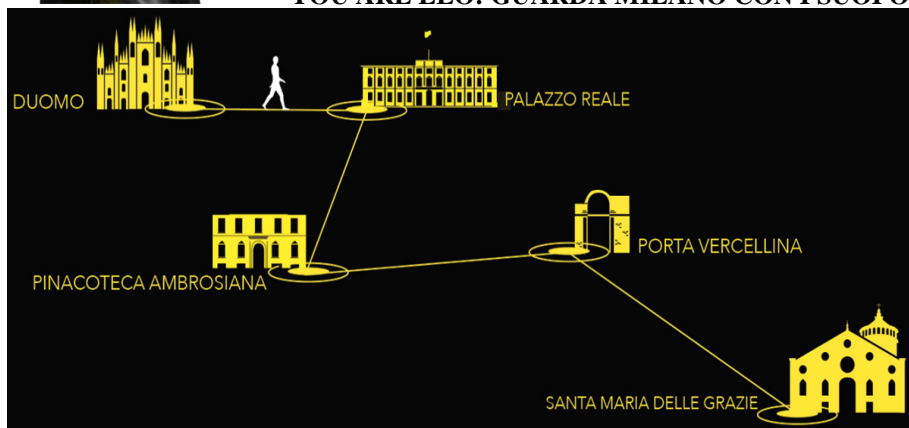 YOU ARE LEO: GUARDA MILANO CON I SUOI O
DUOMO
PALAZZO REALE
PORTA VERCELLINA
PINACOTECA AMBROSIANA
SANTA MARIA DELLE GRAZIE